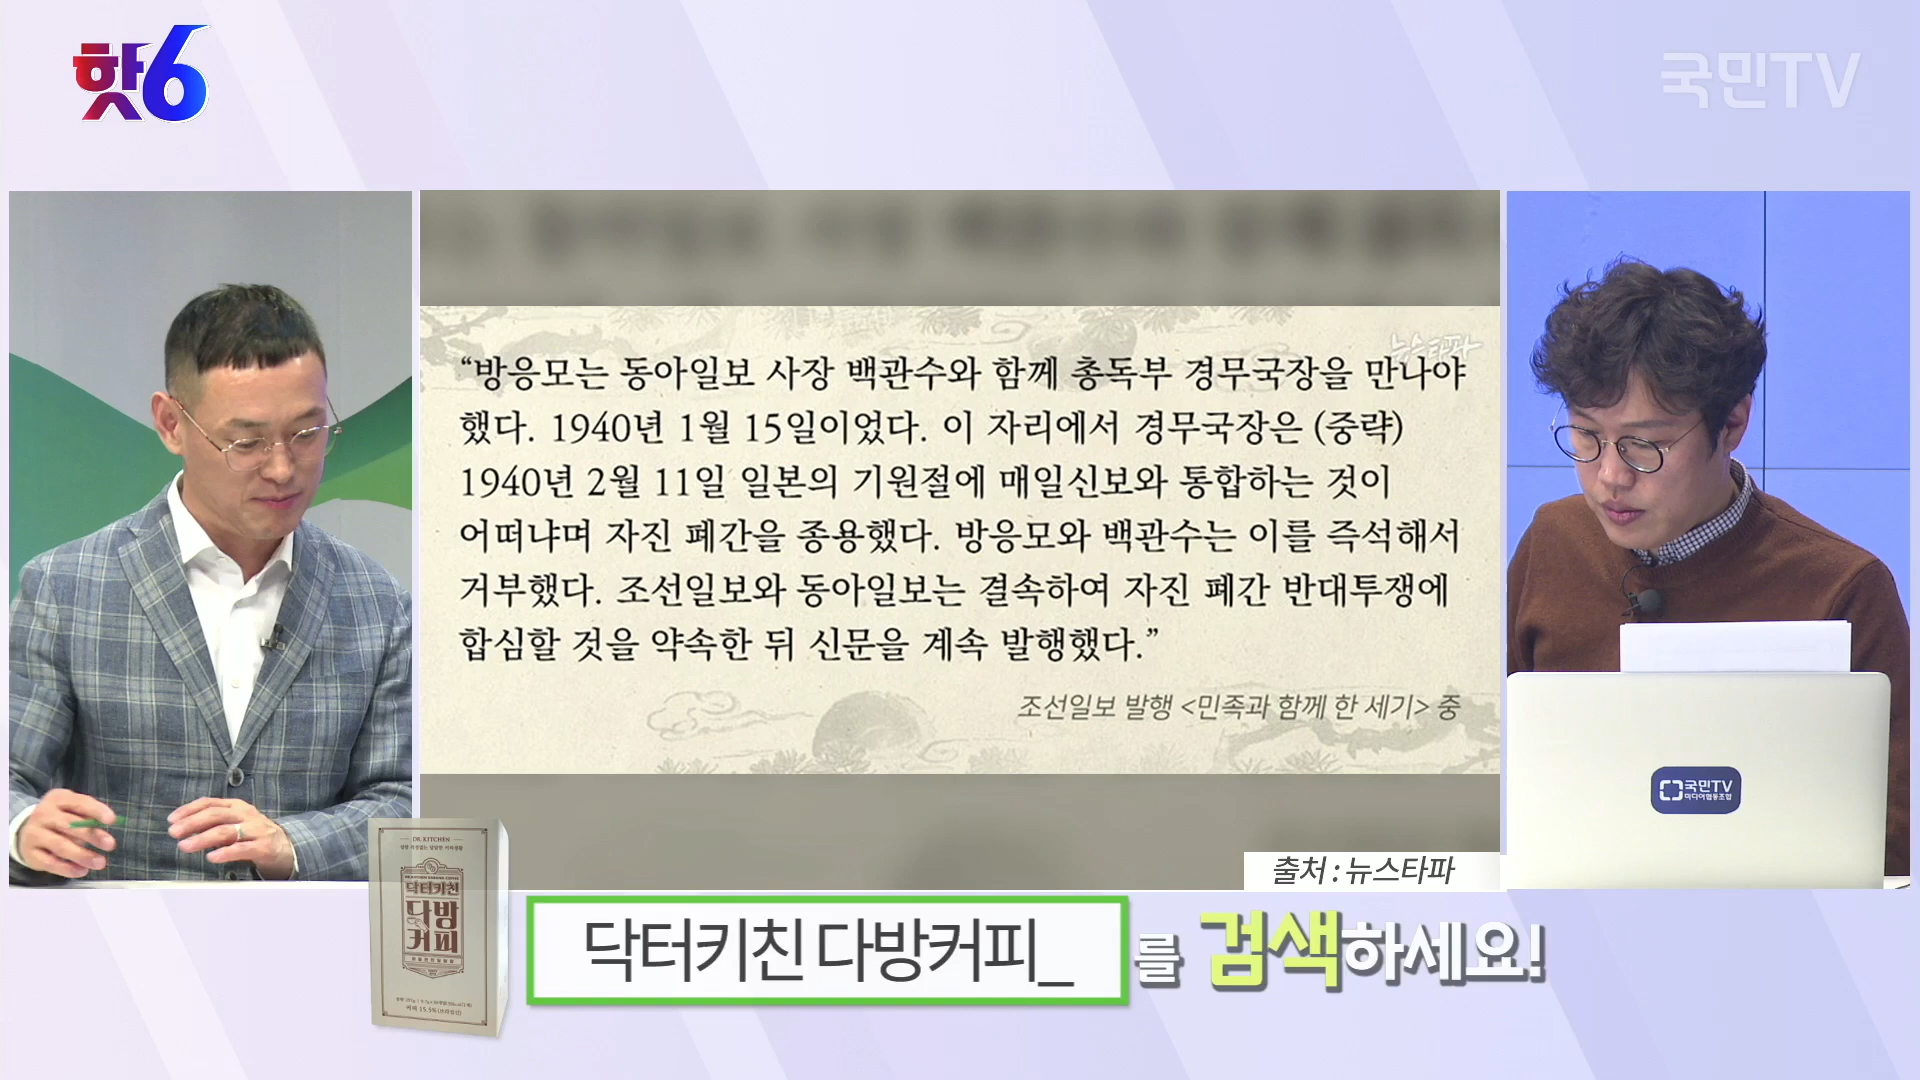 핫6
국민TV
뉴스타파
“방응모는 동아일보 사장 백관수와 함께 총독부 경무국장을 만나야
했다. 1940년 1월 15일이었다. 이 자리에서 경무국장은 (중략)
1940년 2월 11일 일본의 기원절에 매일신보와 통합하는 것이
어떠냐며 자진 폐간을 종용했다. 방응모와 백관수는 이를 즉석해서
거부했다. 조선일보와 동아일보는 결속하여 자진 폐간 반대투쟁에
합심할 것을 약속한 뒤 신문을 계속 발행했다.”
조선일보 발행 <민족과 함께 한 세기> 중
국민TV
미디어협동조합
출처 : 뉴스타파
DR. KITCHEN
닥터키친
다방
커피
닥터키친 다방커피_를 검색하세요!